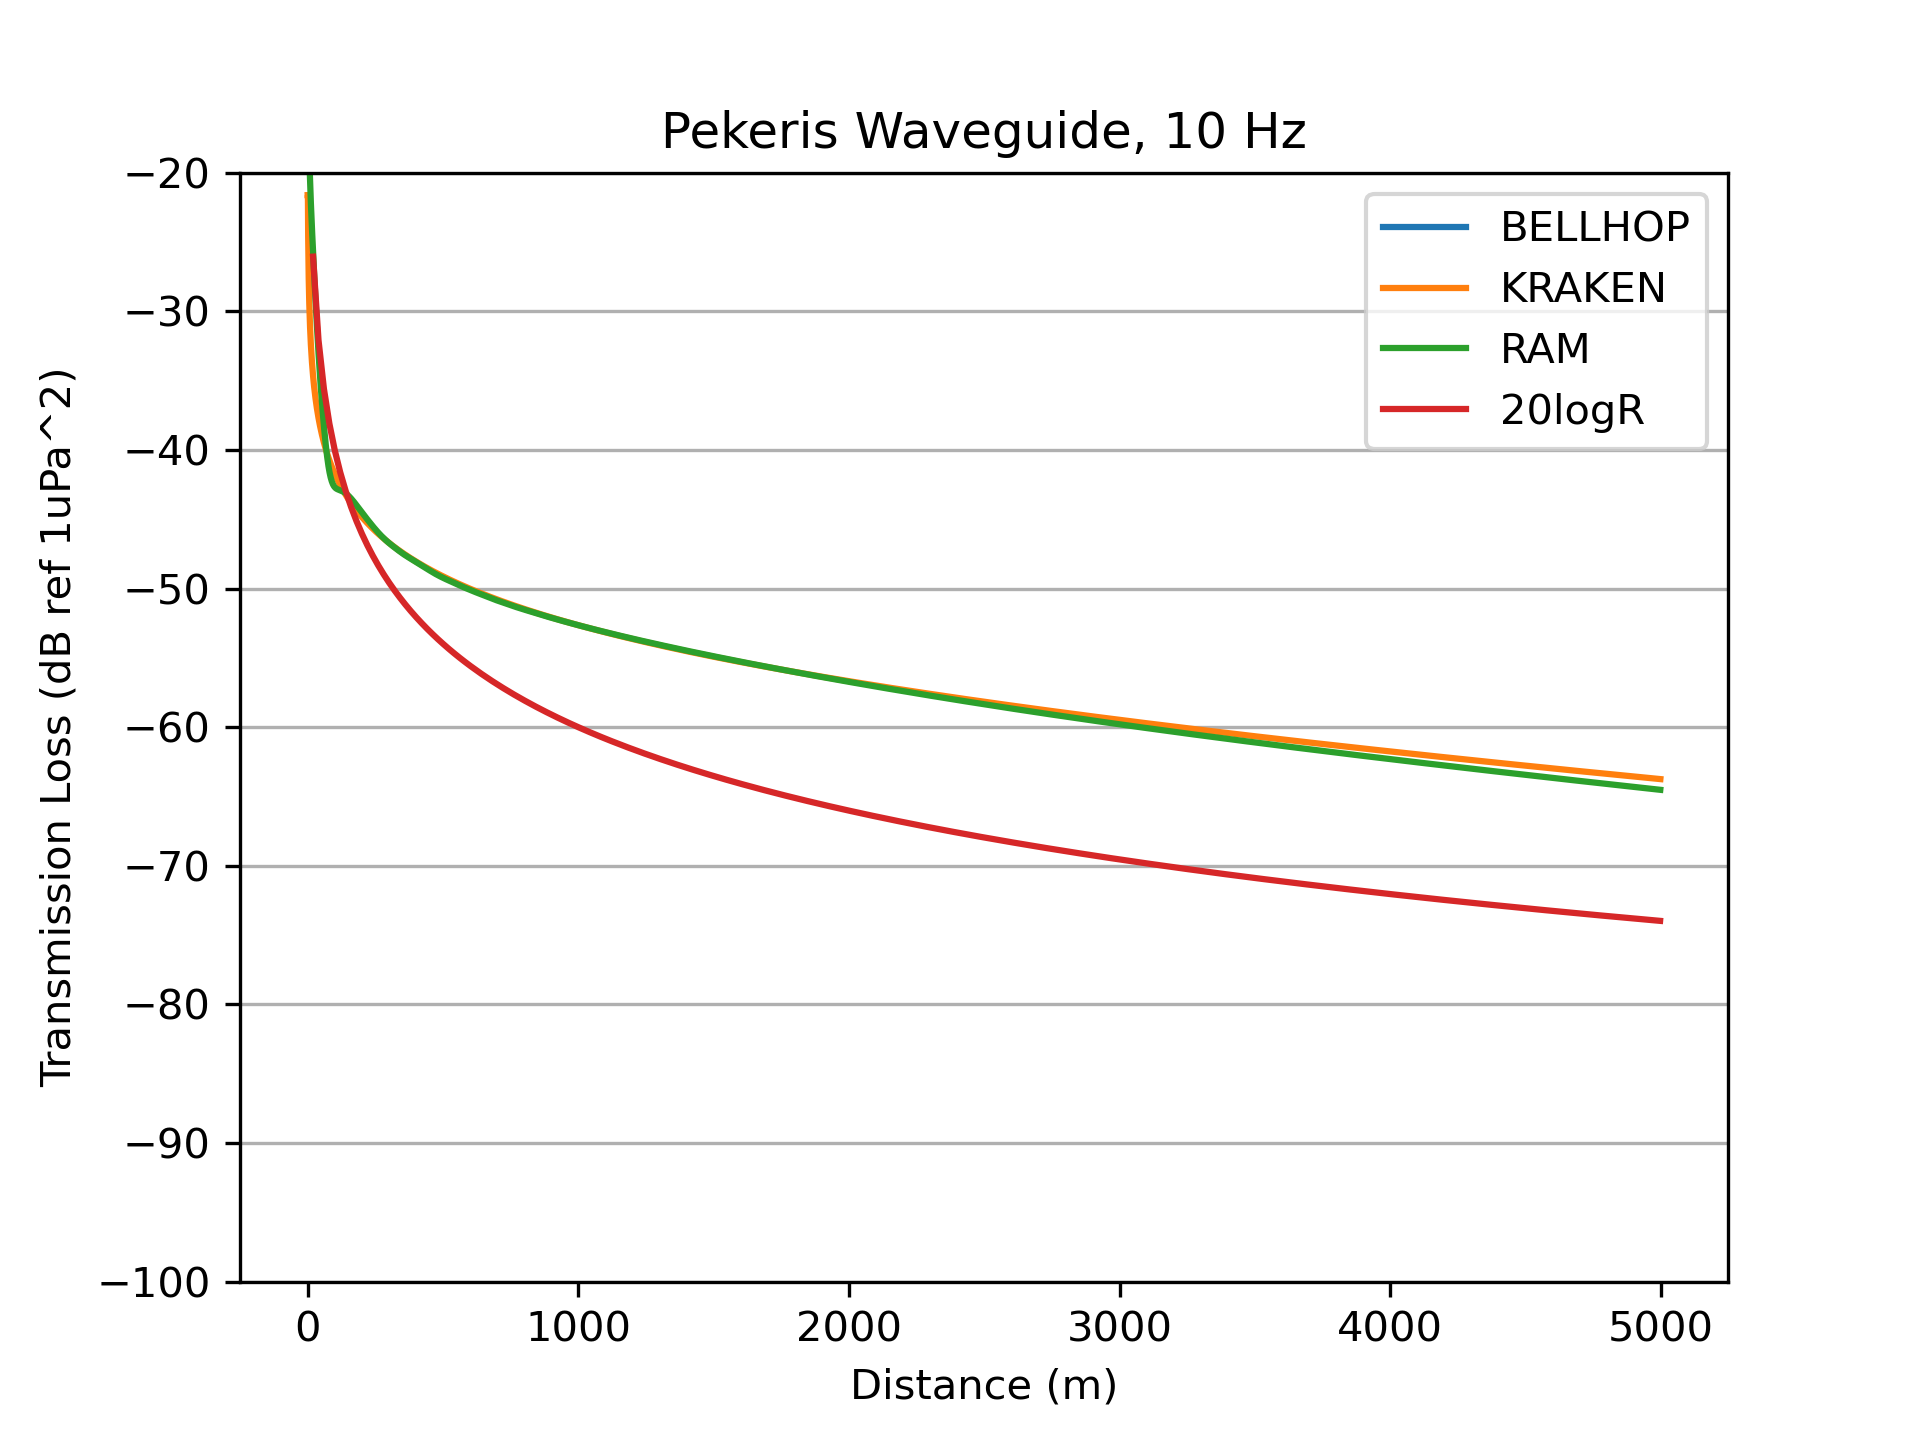 Pekeris Waveguide, 10 Hz
BELLHOP
KRAKEN
RAM
20logR
−20
−30
−40
−50
−60
−70
−80
−90
−100
Transmission Loss (dB ref 1uPa^2)
0 1000 2000 3000 4000 5000
Distance (m)